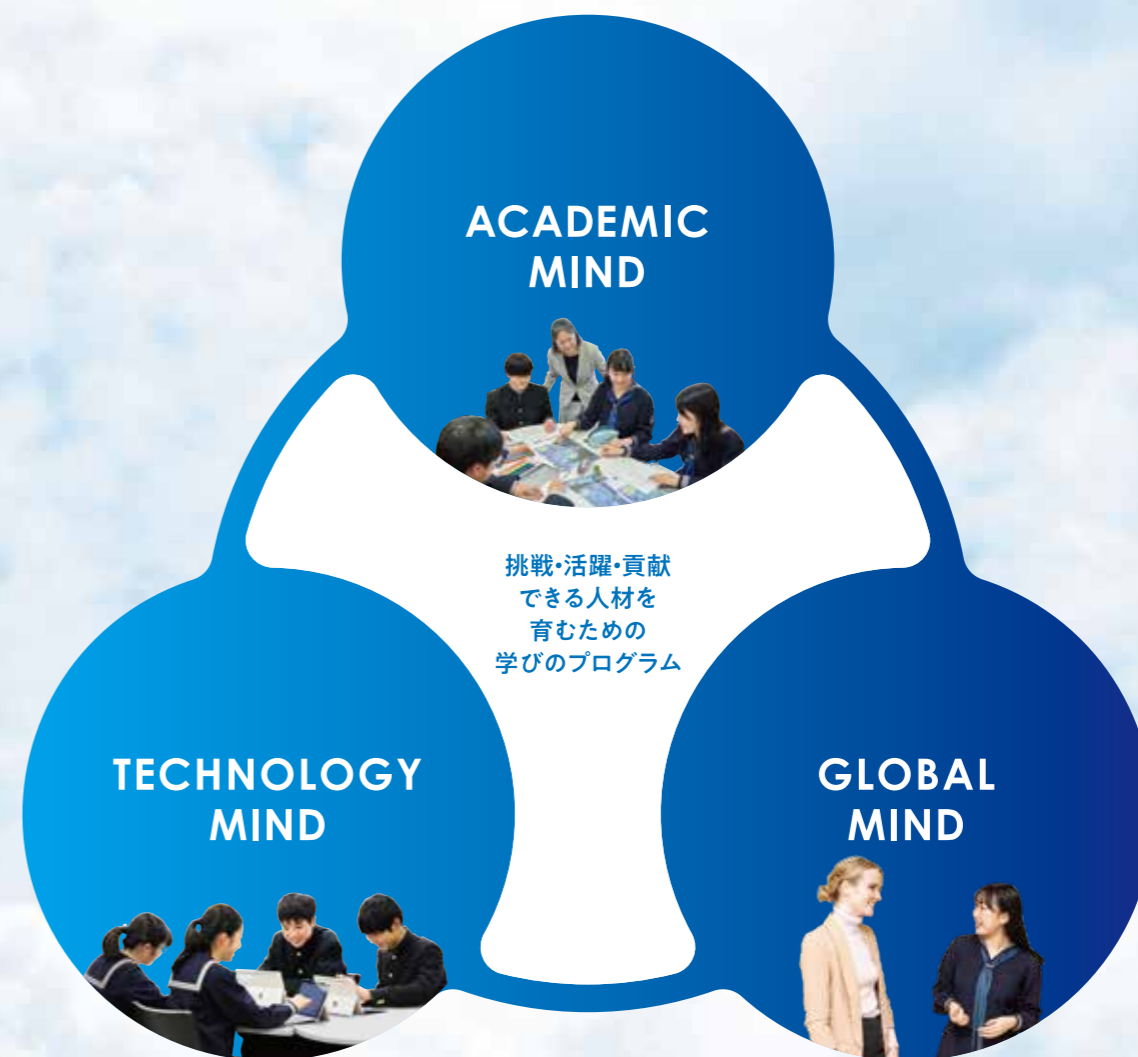 ACADEMIC
MIND
挑戦・活躍・貢献
できる人材を
育むための
学びのプログラム
TECHNOLOGY
MIND
GLOBAL
MIND